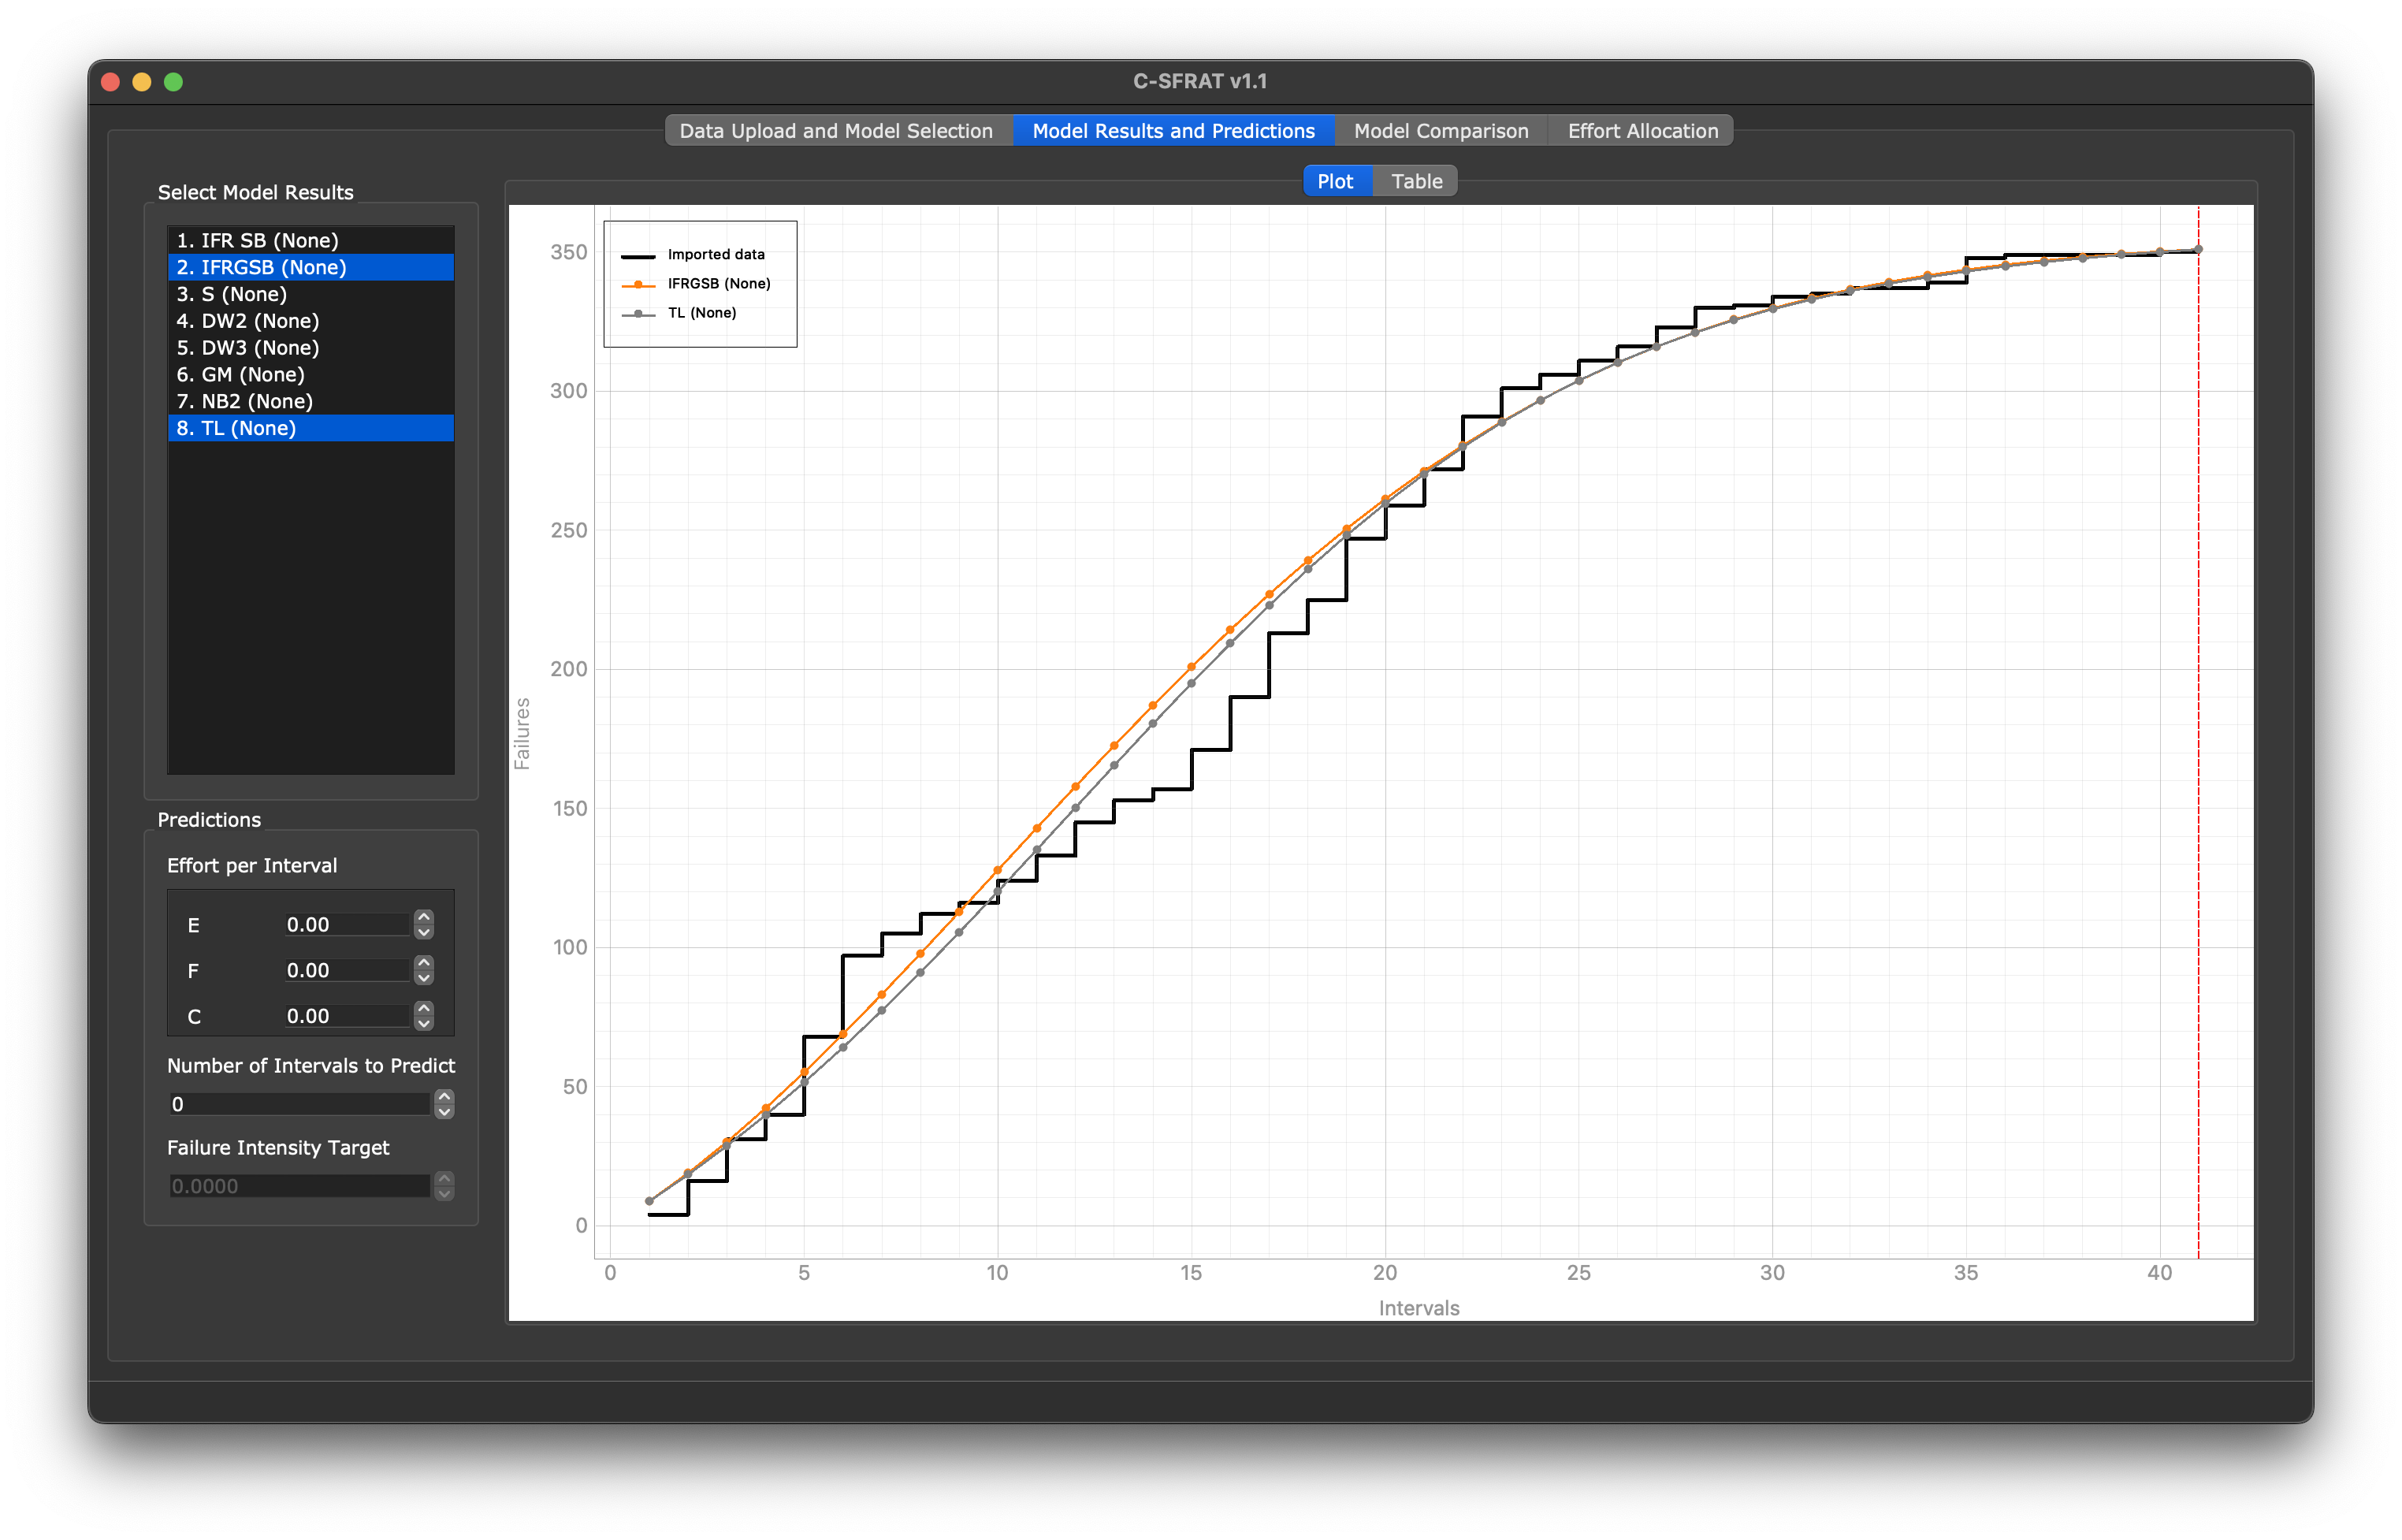 C-SFRAT v1.1
Data Upload and Model Selection
Model Results and Predictions
Model Comparison
Effort Allocation
Select Model Results
1. IFR SB (None)
2. IFRGSB (None)
3. S (None)
4. DW2 (None)
5. DW3 (None)
6. GM (None)
7. NB2 (None)
8. TL (None)
Predictions
Effort per Interval
E 0.00
F 0.00
C 0.00
Number of Intervals to Predict
0
Failure Intensity Target
0.0000
Plot
Table
Imported data
IFRGSB (None)
TL (None)
Failures
350
300
250
200
150
100
50
0
0 5 10 15 20 25 30 35 40
Intervals